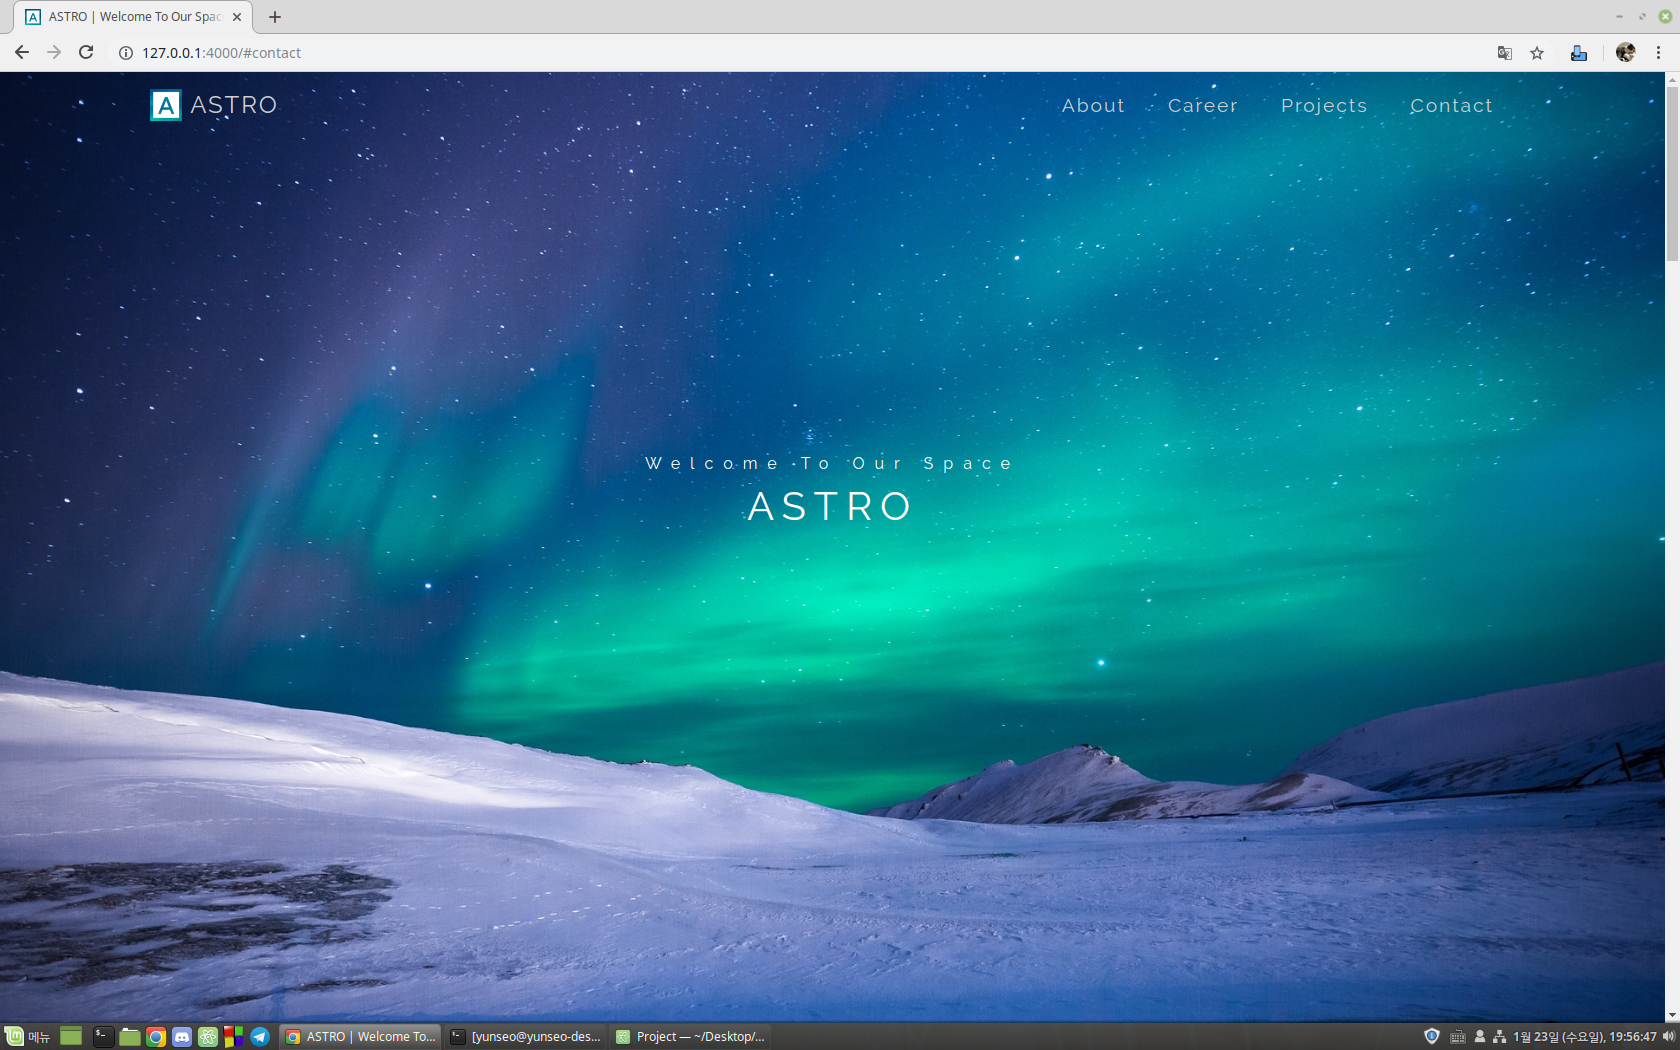 A ASTRO | Welcome To Our Spac
127.0.0.1:4000/#contact
A ASTRO
About Career Projects Contact
Welcome To Our Space
ASTRO
메뉴 ASTRO | Welcome To... [yunseo@yunseo-des... Project — ~/Desktop/... 1월 23일 (수요일), 19:56:47